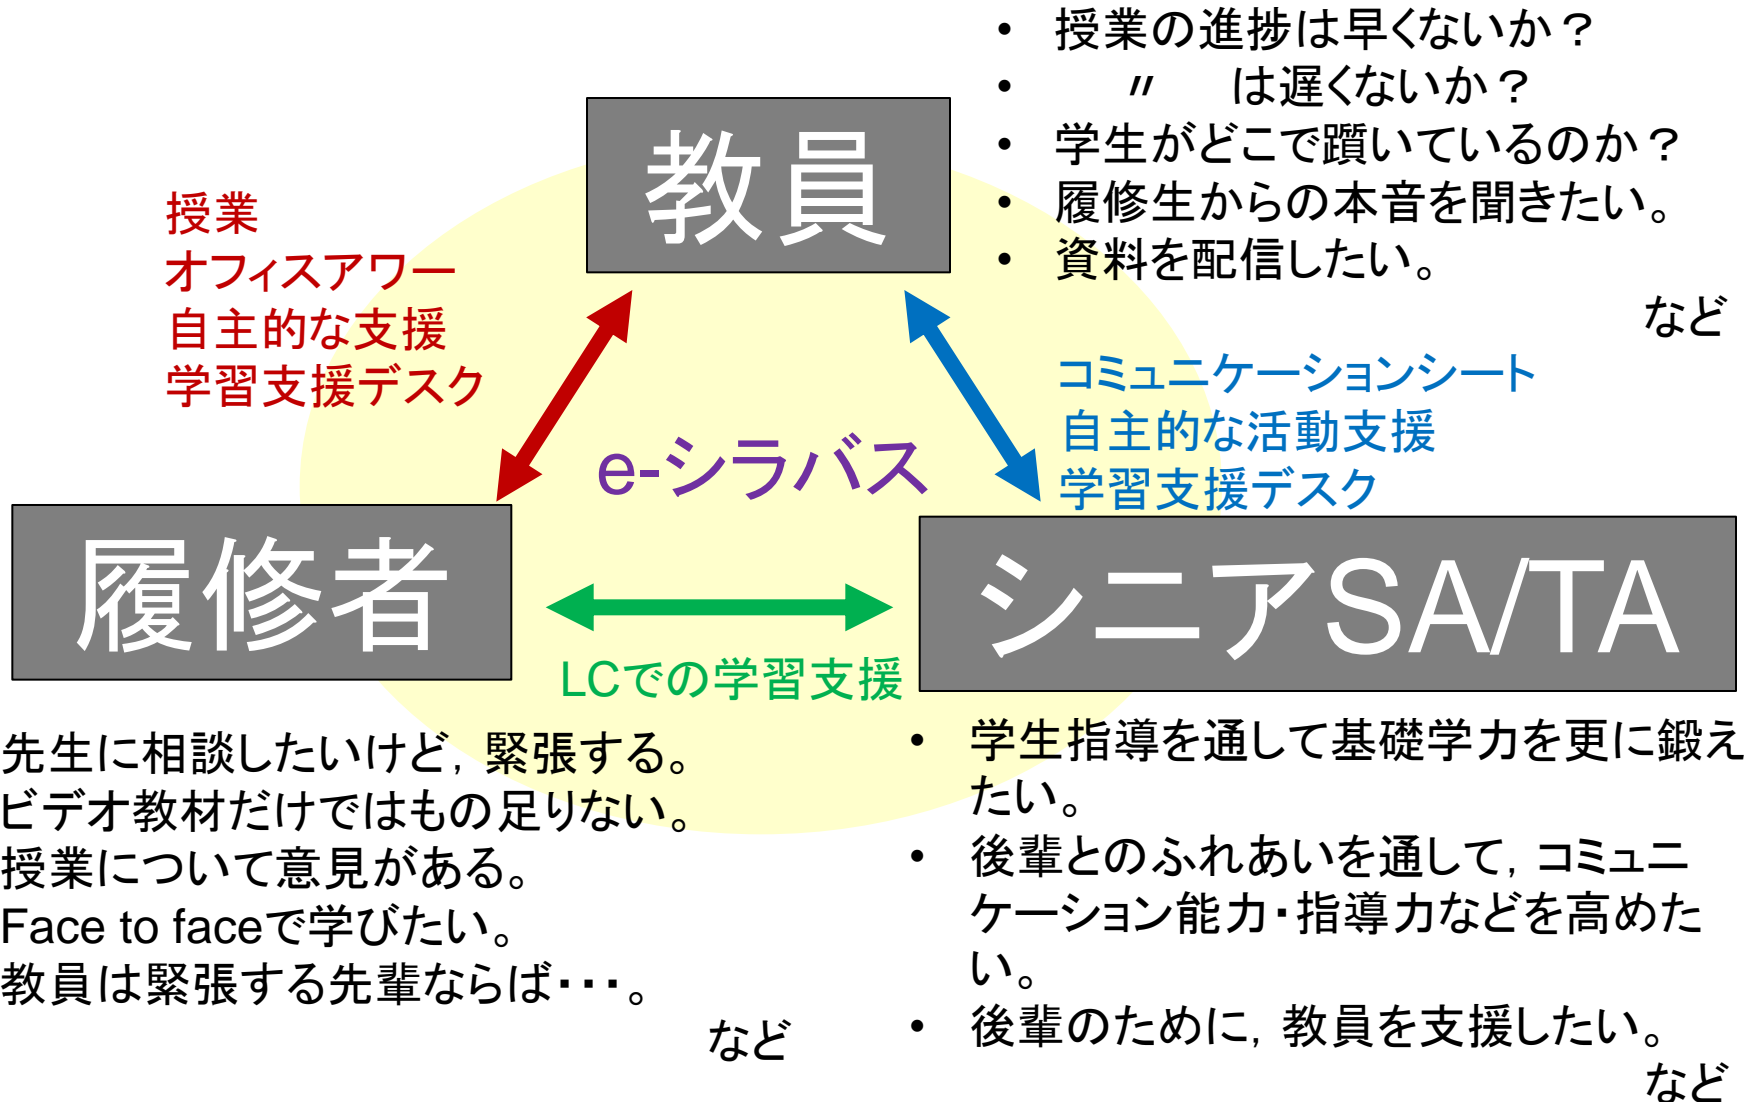 • 授業の進捗は早くないか？
• 〃 は遅くないか？
• 学生がどこで躓いているのか？
• 履修生からの本音を聞きたい。
• 資料を配信したい。
など
教員
授業
オフィスアワー
自主的な支援
学習支援デスク
コミュニケーションシート
自主的な活動支援
学習支援デスク
e-シラバス
履修者
シニアSA/TA
LCでの学習支援
先生に相談したいけど，緊張する。
ビデオ教材だけではもの足りない。
授業について意見がある。
Face to faceで学びたい。
教員は緊張する先輩ならば・・・。
など
• 学生指導を通して基礎学力を更に鍛え
たい。
• 後輩とのふれあいを通して，コミュニ
ケーション能力・指導力などを高めた
い。
• 後輩のために，教員を支援したい。
など